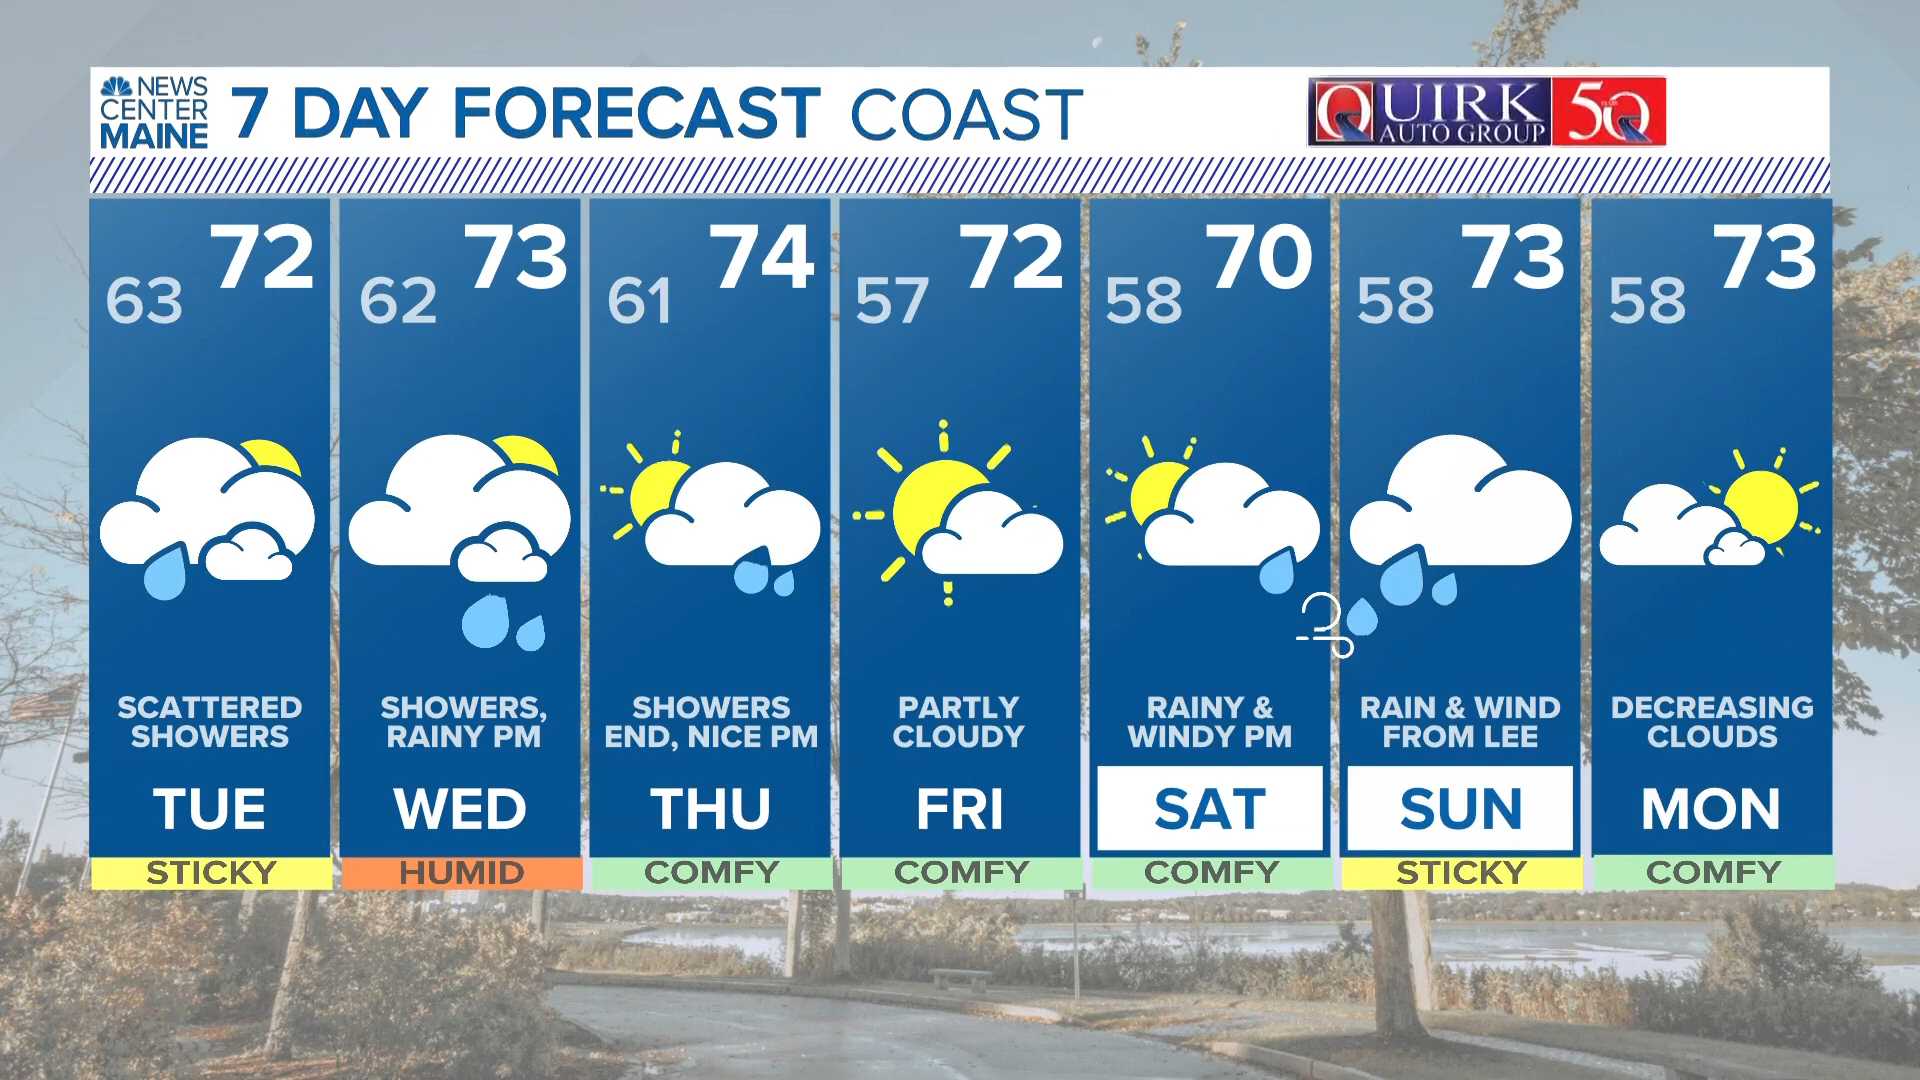 NEWS
CENTER
MAINE
7 DAY FORECAST COAST
QUIRK
AUTO GROUP
50
63 72
62 73
61 74
57 72
58 70
58 73
58 73
SCATTERED
SHOWERS
SHOWERS,
RAINY PM
SHOWERS
END, NICE PM
PARTLY
CLOUDY
RAINY &
WINDY PM
RAIN & WIND
FROM LEE
DECREASING
CLOUDS
TUE
WED
THU
FRI
SAT
SUN
MON
STICKY
HUMID
COMFY
COMFY
COMFY
STICKY
COMFY